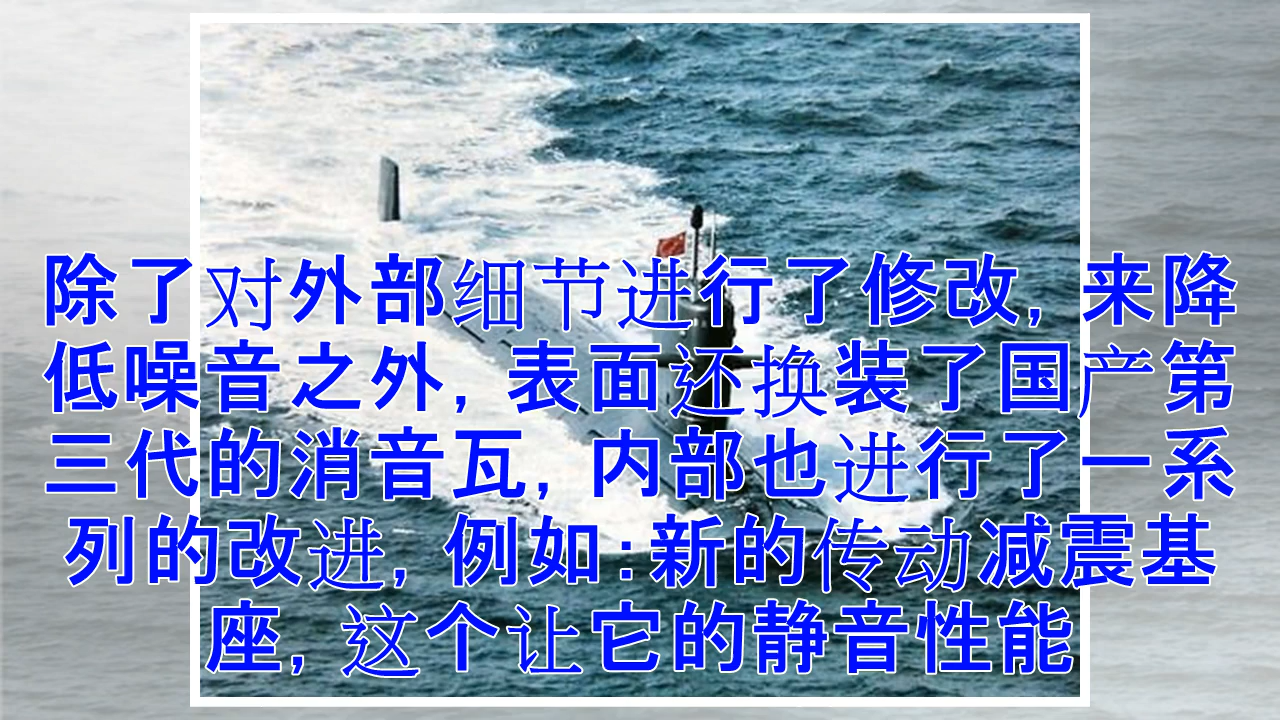 除了对外部细节进行了修改,来降
低噪音之外,表面还换装了国产第
三代的消音瓦,内部也进行了一系
列的改进,例如:新的传动减震基
座,这个让它的静音性能